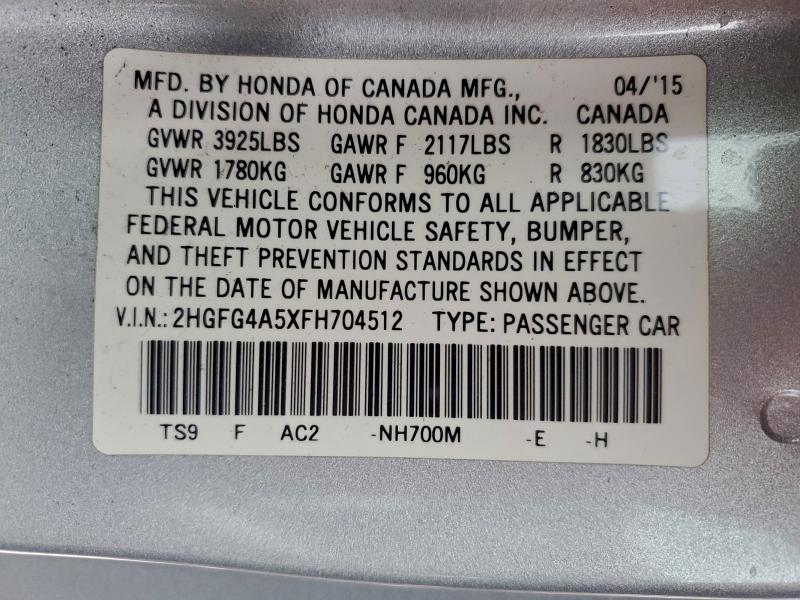 MFD. BY HONDA OF CANADA MFG., 04/'15
A DIVISION OF HONDA CANADA INC. CANADA
GVWR 3925LBS GAWR F 2117LBS R 1830LBS
GVWR 1780KG GAWR F 960KG R 830KG
THIS VEHICLE CONFORMS TO ALL APPLICABLE
FEDERAL MOTOR VEHICLE SAFETY, BUMPER,
AND THEFT PREVENTION STANDARDS IN EFFECT
ON THE DATE OF MANUFACTURE SHOWN ABOVE.
V.I.N.: 2HGFG4A5XFH704512 TYPE: PASSENGER CAR
TS9 F AC2 -NH700M -E -H